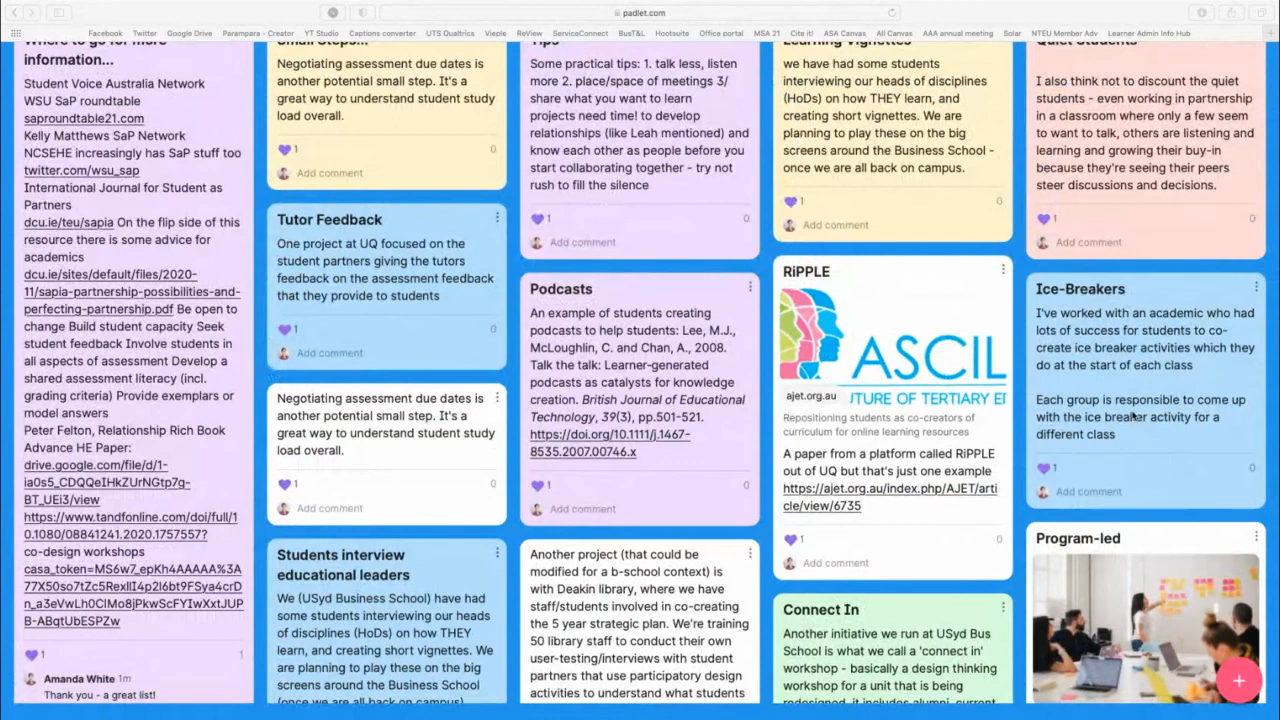 padlet.com
Facebook Twitter Google Drive Parampara - Creator YT Studio Captions converter UTS Qualtrics Vieple ReView ServiceConnect BusT&L Hootsuite Office portal MSA 21 Cite it! ASA Canvas All Canvas AAA annual meeting Solar NTEU Member Adv Learner Admin Info Hub
Where to go for more
information...
Student Voice Australia Network
WSU SaP roundtable
saproundtable21.com
Kelly Matthews SaP Network
NCSEHE increasingly has SaP stuff too
twitter.com/wsu_sap
International Journal for Student as
Partners
dcu.ie/teu/sapia On the flip side of this
resource there is some advice for
academics
dcu.ie/sites/default/files/2020-
11/sapia-partnership-possibilities-and-
perfecting-partnership.pdf Be open to
change Build student capacity Seek
student feedback Involve students in
all aspects of assessment Develop a
shared assessment literacy (incl.
grading criteria) Provide exemplars or
model answers
Peter Felton, Relationship Rich Book
Advance HE Paper:
drive.google.com/file/d/1-
ia0s5_CDQQeIHkZUrNGtp7g-
BT_UEi3/view
https://www.tandfonline.com/doi/full/1
0.1080/08841241.2020.1757557?
co-design workshops
casa_token=MS6w7_epKh4AAAAA%3A
77X50so7tZc5RexlI4p2l6bt9FSya4crD
n_a3eVwLh0ClMo8jPkwScFYIwXxtJUP
B-ABqtUbESPZw
1 1
Amanda White 1m
Thank you - a great list!
Small Steps...
Negotiating assessment due dates is
another potential small step. It's a
great way to understand student study
load overall.
1 0
Add comment
Tutor Feedback
One project at UQ focused on the
student partners giving the tutors
feedback on the assessment feedback
that they provide to students
1 0
Add comment
Negotiating assessment due dates is
another potential small step. It's a
great way to understand student study
load overall.
1 0
Add comment
Students interview
educational leaders
We (USyd Business School) have had
some students interviewing our heads
of disciplines (HoDs) on how THEY
learn, and creating short vignettes. We
are planning to play these on the big
screens around the Business School
(once we are all back on campus)
Tips
Some practical tips: 1. talk less, listen
more 2. place/space of meetings 3/
share what you want to learn
projects need time! to develop
relationships (like Leah mentioned) and
know each other as people before you
start collaborating together - try not
rush to fill the silence
1 0
Add comment
Podcasts
An example of students creating
podcasts to help students: Lee, M.J.,
McLoughlin, C. and Chan, A., 2008.
Talk the talk: Learner-generated
podcasts as catalysts for knowledge
creation. British Journal of Educational
Technology, 39(3), pp.501-521.
https://doi.org/10.1111/j.1467-
8535.2007.00746.x
1 0
Add comment
Another project (that could be
modified for a b-school context) is
with Deakin library, where we have
staff/students involved in co-creating
the 5 year strategic plan. We're training
50 library staff to conduct their own
user-testing/interviews with student
partners that use participatory design
activities to understand what students
Learning Vignettes
we have had some students
interviewing our heads of disciplines
(HoDs) on how THEY learn, and
creating short vignettes. We are
planning to play these on the big
screens around the Business School -
once we are all back on campus.
1 0
Add comment
RiPPLE
ASCIL
UTURE OF TERTIARY E
ajet.org.au
Repositioning students as co-creators of
curriculum for online learning resources
A paper from a platform called RiPPLE
out of UQ but that's just one example
https://ajet.org.au/index.php/AJET/arti
cle/view/6735
1 0
Add comment
Connect In
Another initiative we run at USyd Bus
School is what we call a 'connect in'
workshop - basically a design thinking
workshop for a unit that is being
redesigned. it includes alumni, current
Quiet Students
I also think not to discount the quiet
students - even working in partnership
in a classroom where only a few seem
to want to talk, others are listening and
learning and growing their buy-in
because they're seeing their peers
steer discussions and decisions.
1 0
Add comment
Ice-Breakers
I've worked with an academic who had
lots of success for students to co-
create ice breaker activities which they
do at the start of each class
Each group is responsible to come up
with the ice breaker activity for a
different class
1 0
Add comment
Program-led